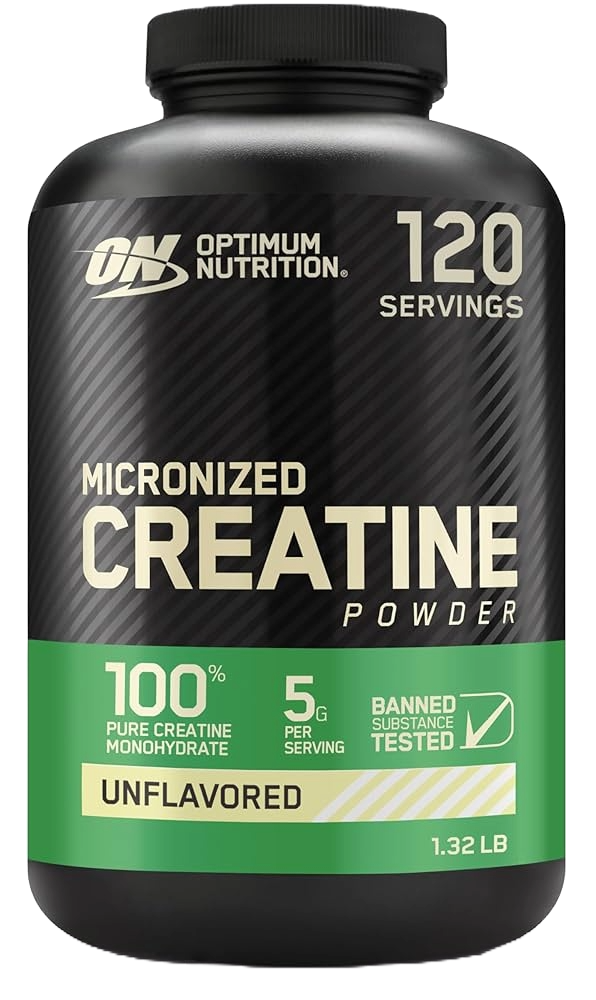 ON OPTIMUM
NUTRITION®
120
SERVINGS
MICRONIZED
CREATINE
POWDER
100%
PURE CREATINE
MONOHYDRATE
5G
PER
SERVING
BANNED
SUBSTANCE
TESTED
UNFLAVORED
1.32 LB